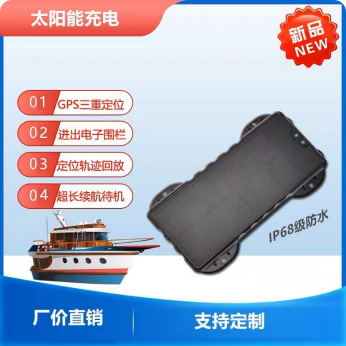 太阳能充电
新品
NEW
01 GPS三重定位
02 进出电子围栏
03 定位轨迹回放
04 超长续航待机
IP68级防水
厂价直销
支持定制